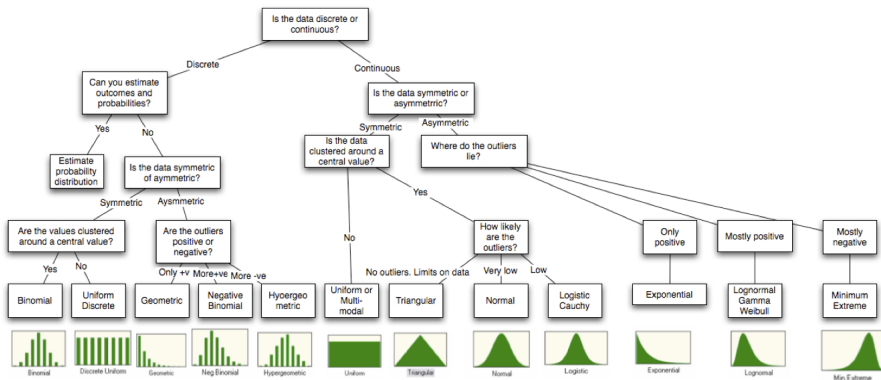 Is the data discrete or
continuous?
Discrete
Continuous
Can you estimate
outcomes and
probabilities?
Is the data symmetric or
asymmetrric?
Yes
No
Symmetric
Asymmetric
Estimate
probability
distribution
Is the data symmetric
of aymmetric?
Is the data
clustered around a
central value?
Where do the outliiers
lie?
Symmetric
Aysmmetric
Yes
Are the values clustered
around a central value?
Are the outliers
positive or
negative?
No
How likely
are the
outliers?
Only
positive
Mostly positive
Mostly
negative
Yes
No
Only +v
More+ve
More -ve
No outliers. Limits on data
Very low
Low
Binomial
Uniform
Discrete
Geometric
Negative
Binomial
Hyoergeo
metric
Uniform or
Multi-
modal
Triangular
Normal
Logistic
Cauchy
Exponential
Lognormal
Gamma
Weibull
Minimum
Extreme
Binomial
Discrete Uniform
Geometric
Neg Binomial
Hypergeometric
Uniform
Triangular
Normal
Logistic
Exponential
Lognormal
Min Extreme